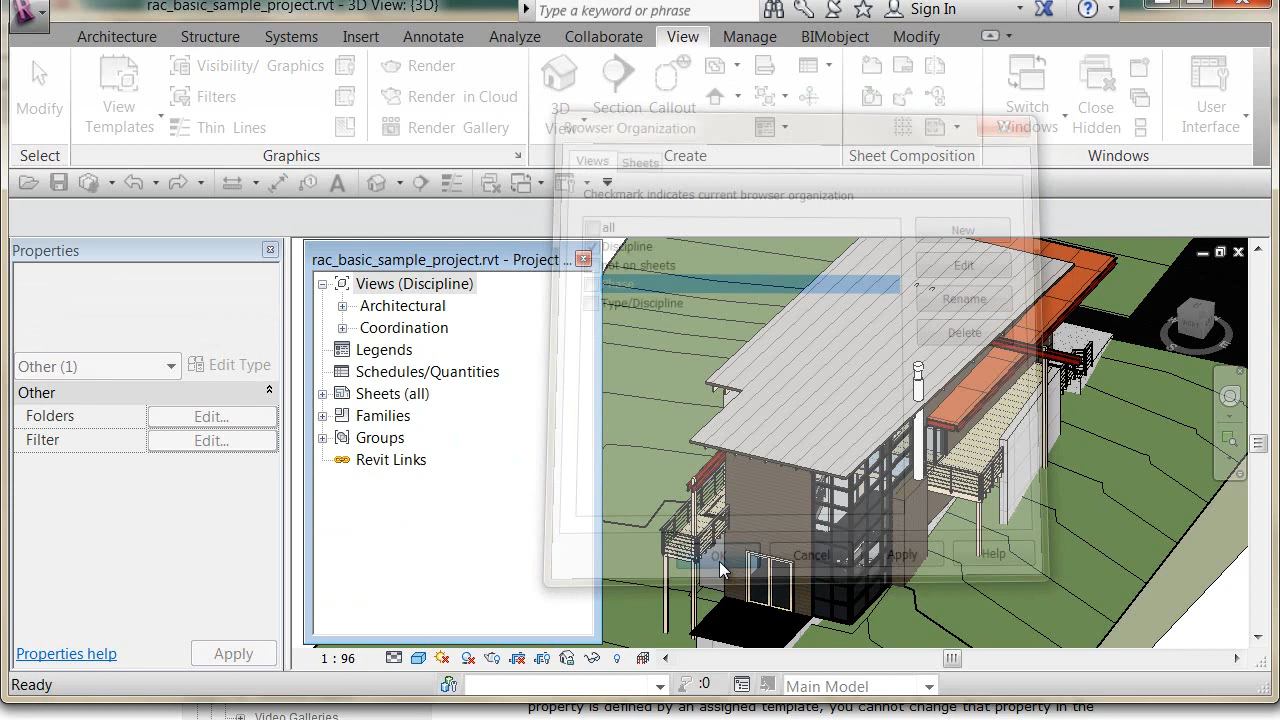 rac_basic_sample_project.rvt - 3D View: {3D}
Type a keyword or phrase
Sign In
Architecture Structure Systems Insert Annotate Analyze Collaborate View Manage BIMobject Modify
Modify
View Templates
Visibility/ Graphics
Filters
Thin Lines
Render
Render in Cloud
Render Gallery
3D View
Section
Callout
Switch Windows
Close Hidden
User Interface
Select
Graphics
Create
Sheet Composition
Windows
Browser Organization
Views Sheets
Checkmark indicates current browser organization
all
Discipline
not on sheets
Phase
Type/Discipline
New
Edit
Rename
Delete
OK Cancel Apply Help
Properties
Other (1)
Edit Type
Other
Folders Edit...
Filter Edit...
Properties help
Apply
rac_basic_sample_project.rvt - Project ...
Views (Discipline)
Architectural
Coordination
Legends
Schedules/Quantities
Sheets (all)
Families
Groups
Revit Links
1 : 96
Ready
:0
Main Model
Video Galleries
property is defined by an assigned template, you cannot change that property in the